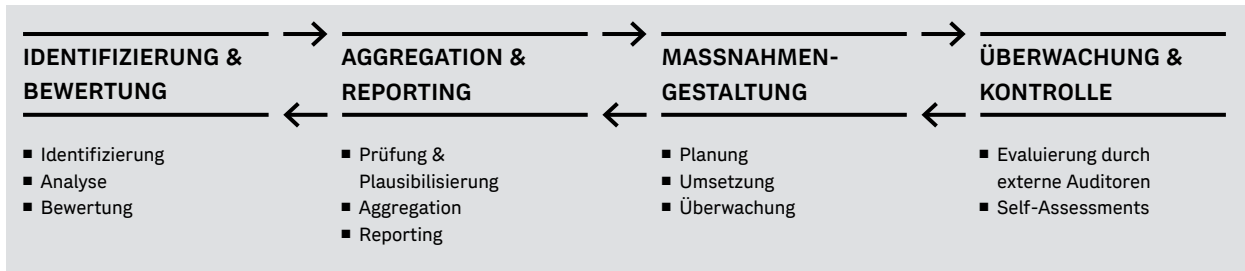 IDENTIFIZIERUNG &
BEWERTUNG
■ Identifizierung
■ Analyse
■ Bewertung
AGGREGATION &
REPORTING
■ Prüfung &
Plausibilisierung
■ Aggregation
■ Reporting
MASSNAHMEN-
GESTALTUNG
■ Planung
■ Umsetzung
■ Überwachung
ÜBERWACHUNG &
KONTROLLE
■ Evaluierung durch
externe Auditoren
■ Self-Assessments